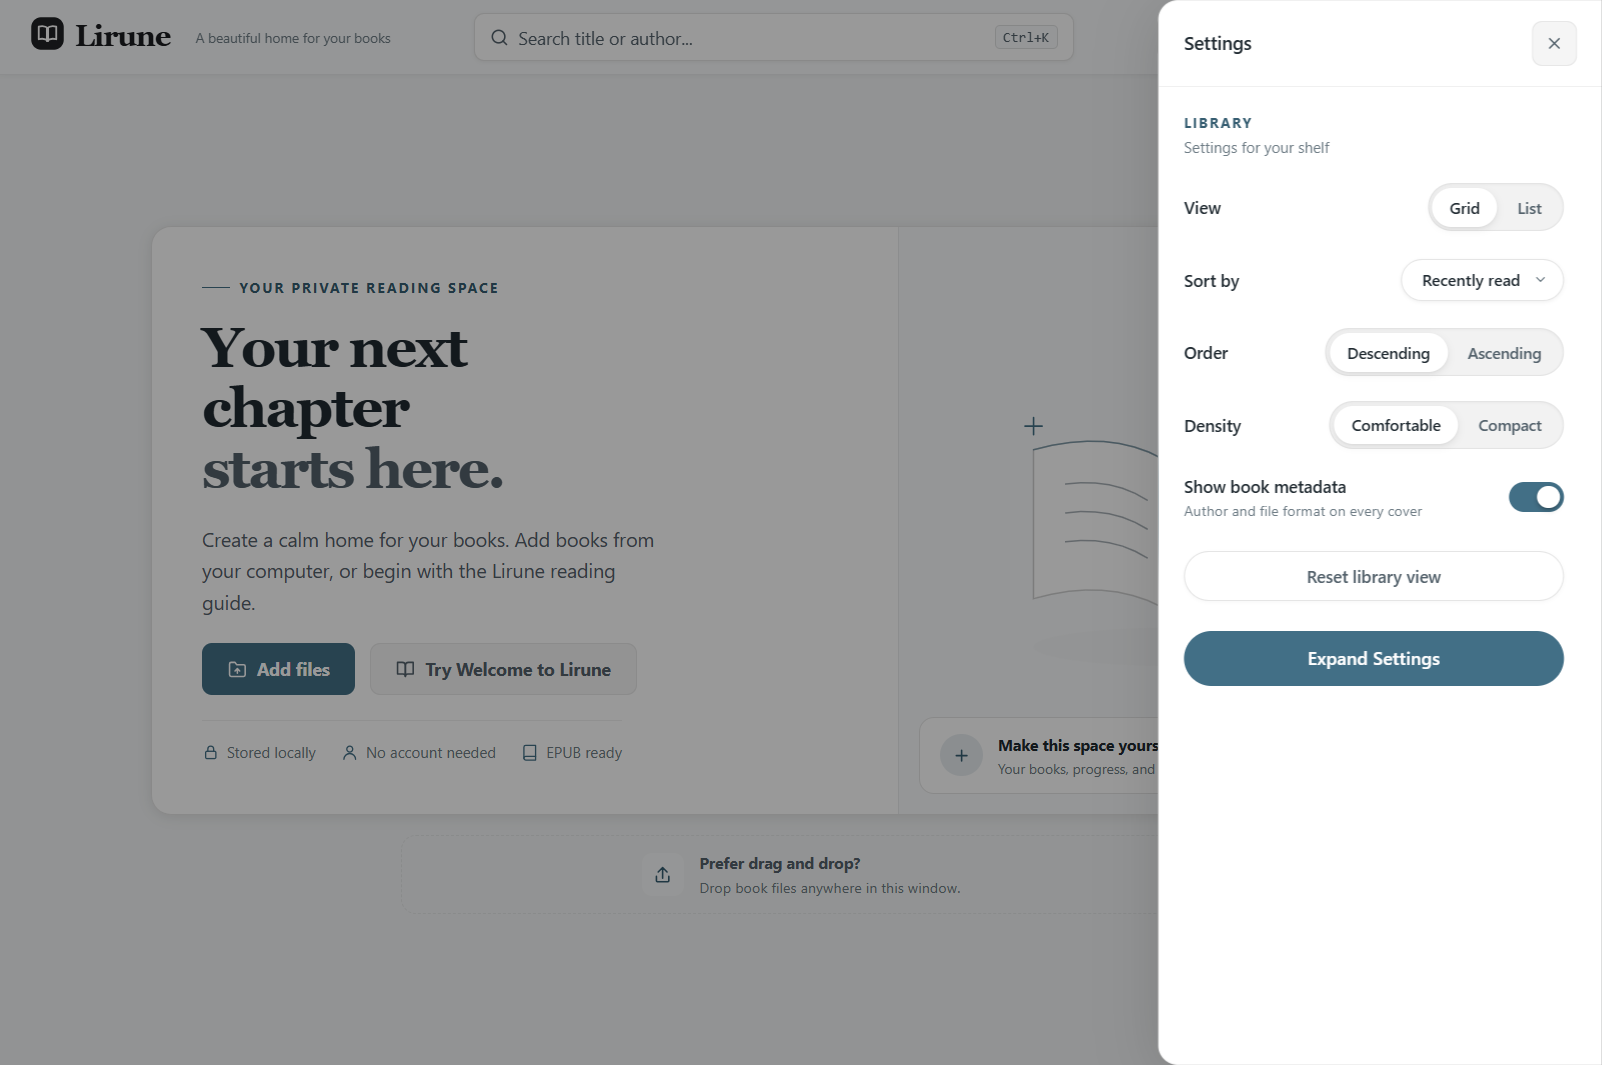 Lirune
A beautiful home for your books
Search title or author...
Ctrl+K
YOUR PRIVATE READING SPACE
Your next
chapter
starts here.
Create a calm home for your books. Add books from
your computer, or begin with the Lirune reading
guide.
Add files
Try Welcome to Lirune
Stored locally
No account needed
EPUB ready
Make this space yours
Your books, progress, and
Prefer drag and drop?
Drop book files anywhere in this window.
Settings
LIBRARY
Settings for your shelf
View
Grid
List
Sort by
Recently read
Order
Descending
Ascending
Density
Comfortable
Compact
Show book metadata
Author and file format on every cover
Reset library view
Expand Settings